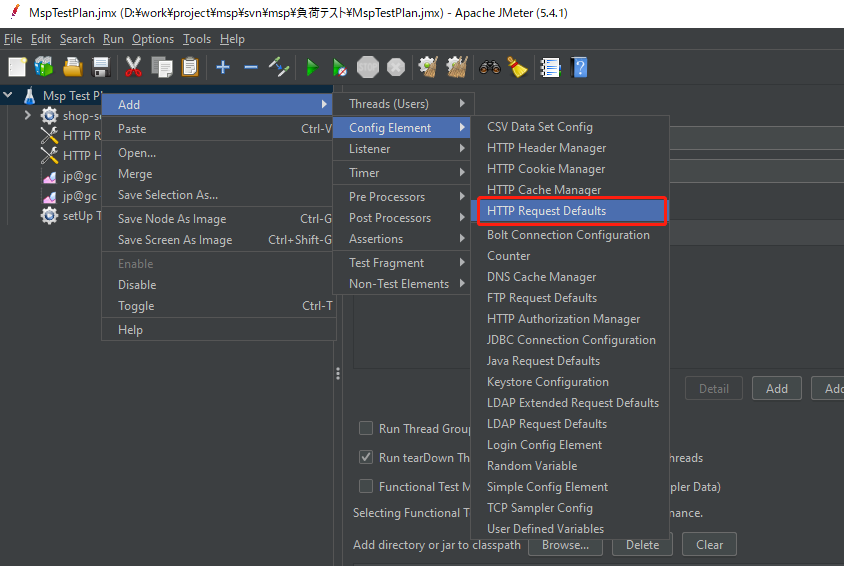 MspTestPlan.jmx (D:¥work¥project¥msp¥svn¥msp¥負荷テスト¥MspTestPlan.jmx) - Apache JMeter (5.4.1)
File Edit Search Run Options Tools Help
Msp Test P
shop-se
HTTP R
HTTP H
jp@gc
jp@gc
setUp T
Add
Paste Ctrl-V
Open...
Merge
Save Selection As...
Save Node As Image Ctrl-G
Save Screen As Image Ctrl+Shift-G
Enable
Disable
Toggle Ctrl-T
Help
Threads (Users)
Config Element
Listener
Timer
Pre Processors
Post Processors
Assertions
Test Fragment
Non-Test Elements
CSV Data Set Config
HTTP Header Manager
HTTP Cookie Manager
HTTP Cache Manager
HTTP Request Defaults
Bolt Connection Configuration
Counter
DNS Cache Manager
FTP Request Defaults
HTTP Authorization Manager
JDBC Connection Configuration
Java Request Defaults
Keystore Configuration
LDAP Extended Request Defaults
LDAP Request Defaults
Login Config Element
Random Variable
Simple Config Element
TCP Sampler Config
User Defined Variables
Detail Add Add
Run Thread Group
Run tearDown Th hreads
Functional Test M pler Data)
Selecting Functional T nance.
Add directory or jar to classpath Browse... Delete Clear